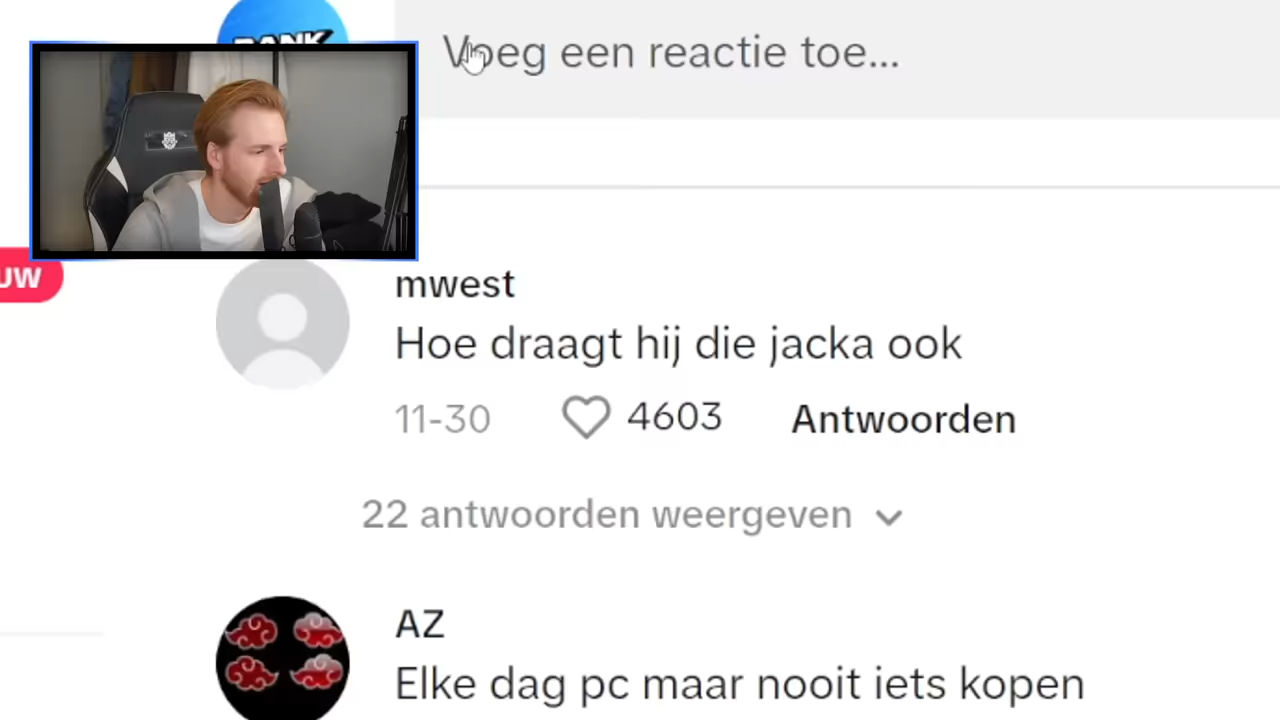 Voeg een reactie toe...
UW
mwest
Hoe draagt hij die jacka ook
11-30 4603 Antwoorden
22 antwoorden weergeven
AZ
Elke dag pc maar nooit iets kopen